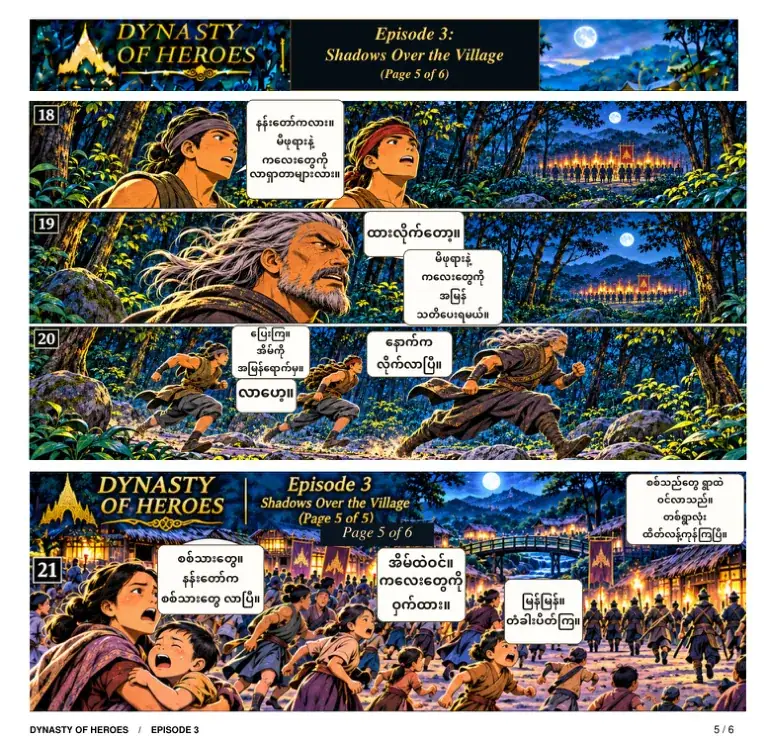 DYNASTY
OF HEROES
Episode 3:
Shadows Over the Village
(Page 5 of 6)
18
နန်းတော်ကလား။
မိဖုရားနဲ့
ကလေးတွေကို
လာရှာတာများလား။
19
ထားလိုက်တော့။
မိဖုရားနဲ့
ကလေးတွေကို
အမြန်
သတိပေးရမယ်။
20
ပြေးကြ။
အိမ်ကို
အမြန်ရောက်မှ။
လာဟေ့။
နောက်က
လိုက်လာပြီ။
DYNASTY
OF HEROES
Episode 3
Shadows Over the Village
(Page 5 of 5)
Page 5 of 6
စစ်သည်တွေ ရွာထဲ
ဝင်လာသည်။
တစ်ရွာလုံး
ထိတ်လန့်ကုန်ကြပြီ။
21
စစ်သားတွေ။
နန်းတော်က
စစ်သားတွေ လာပြီ။
အိမ်ထဲဝင်။
ကလေးတွေကို
ဝှက်ထား။
မြန်မြန်။
တံခါးပိတ်ကြ။
DYNASTY OF HEROES / EPISODE 3
5 / 6